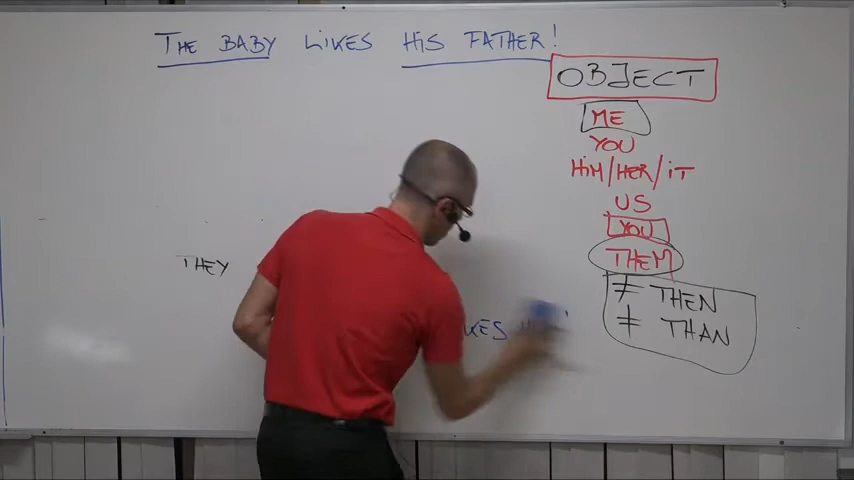 THE BABY LIKES HIS FATHER!
OBJECT
ME
YOU
HIM/HER/IT
US
YOU
THEM
≠ THEN
≠ THAN
THEY